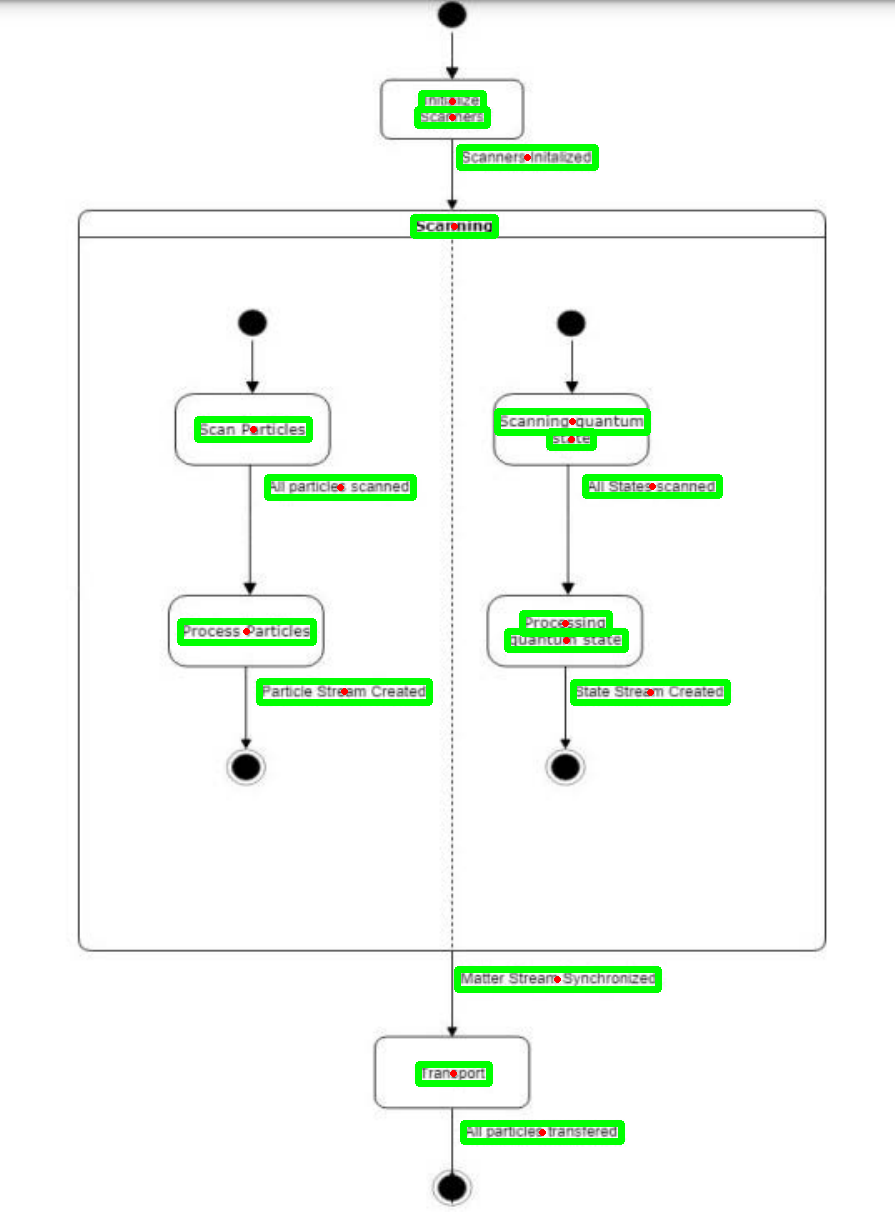 Initialize
Scanners
Scanners Initalized
Scanning
Scan Particles
Scanning quantum
state
All particles scanned
All States scanned
Process Particles
Processing
quantum state
Particle Stream Created
State Stream Created
Matter Stream Synchronized
Transport
All particles transfered